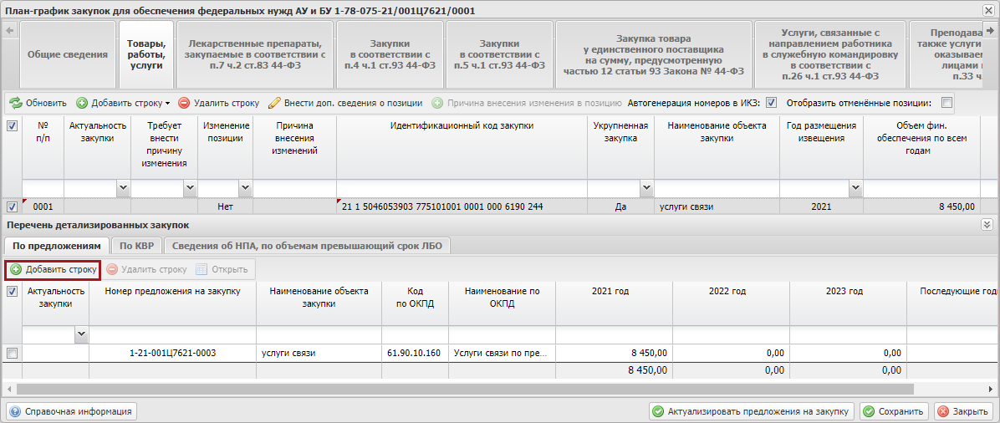 План-график закупок для обеспечения федеральных нужд АУ и БУ 1-78-075-21/001Ц7621/0001
Общие сведения
Товары,
работы,
услуги
Лекарственные препараты,
закупаемые в соответствии с
п.7 ч.2 ст.83 44-ФЗ
Закупки
в соответствии с
п.4 ч.1 ст.93 44-ФЗ
Закупки
в соответствии с
п.5 ч.1 ст.93 44-ФЗ
Закупка товара
у единственного поставщика
на сумму, предусмотренную
частью 12 статьи 93 Закона № 44-ФЗ
Услуги, связанные с
направлением работника
в служебную командировку
в соответствии с
п.26 ч.1 ст.93 44-ФЗ
Преподава
также услуги
оказываем
лицами
п.33 ч.
Обновить Добавить строку Удалить строку Внести доп. сведения о позиции Причина внесения изменения в позицию Автогенерация номеров в ИКЗ: Отобразить отменённые позиции:
№
п/п
Актуальность
закупки
Требует
внести
причину
изменения
Изменение
позиции
Причина
внесения
изменений
Идентификационный код закупки
Укрупненная
закупка
Наименование объекта
закупки
Год размещения
извещения
Объем фин.
обеспечения по всем
годам
0001 Нет 21 1 5046053903 775101001 0001 000 6190 244 Да услуги связи 2021 8 450,00
Перечень детализированных закупок
По предложениям По КВР Сведения об НПА, по объемам превышающий срок ЛБО
Добавить строку Удалить строку Открыть
Актуальность
закупки
Номер предложения на закупку
Наименование объекта
закупки
Код
по ОКПД
Наименование по
ОКПД
2021 год
2022 год
2023 год
Последующие год
1-21-001Ц7621-0003 услуги связи 61.90.10.160 Услуги связи по пре... 8 450,00 0,00 0,00
8 450,00 0,00 0,00
Справочная информация Актуализировать предложения на закупку Сохранить Закрыть